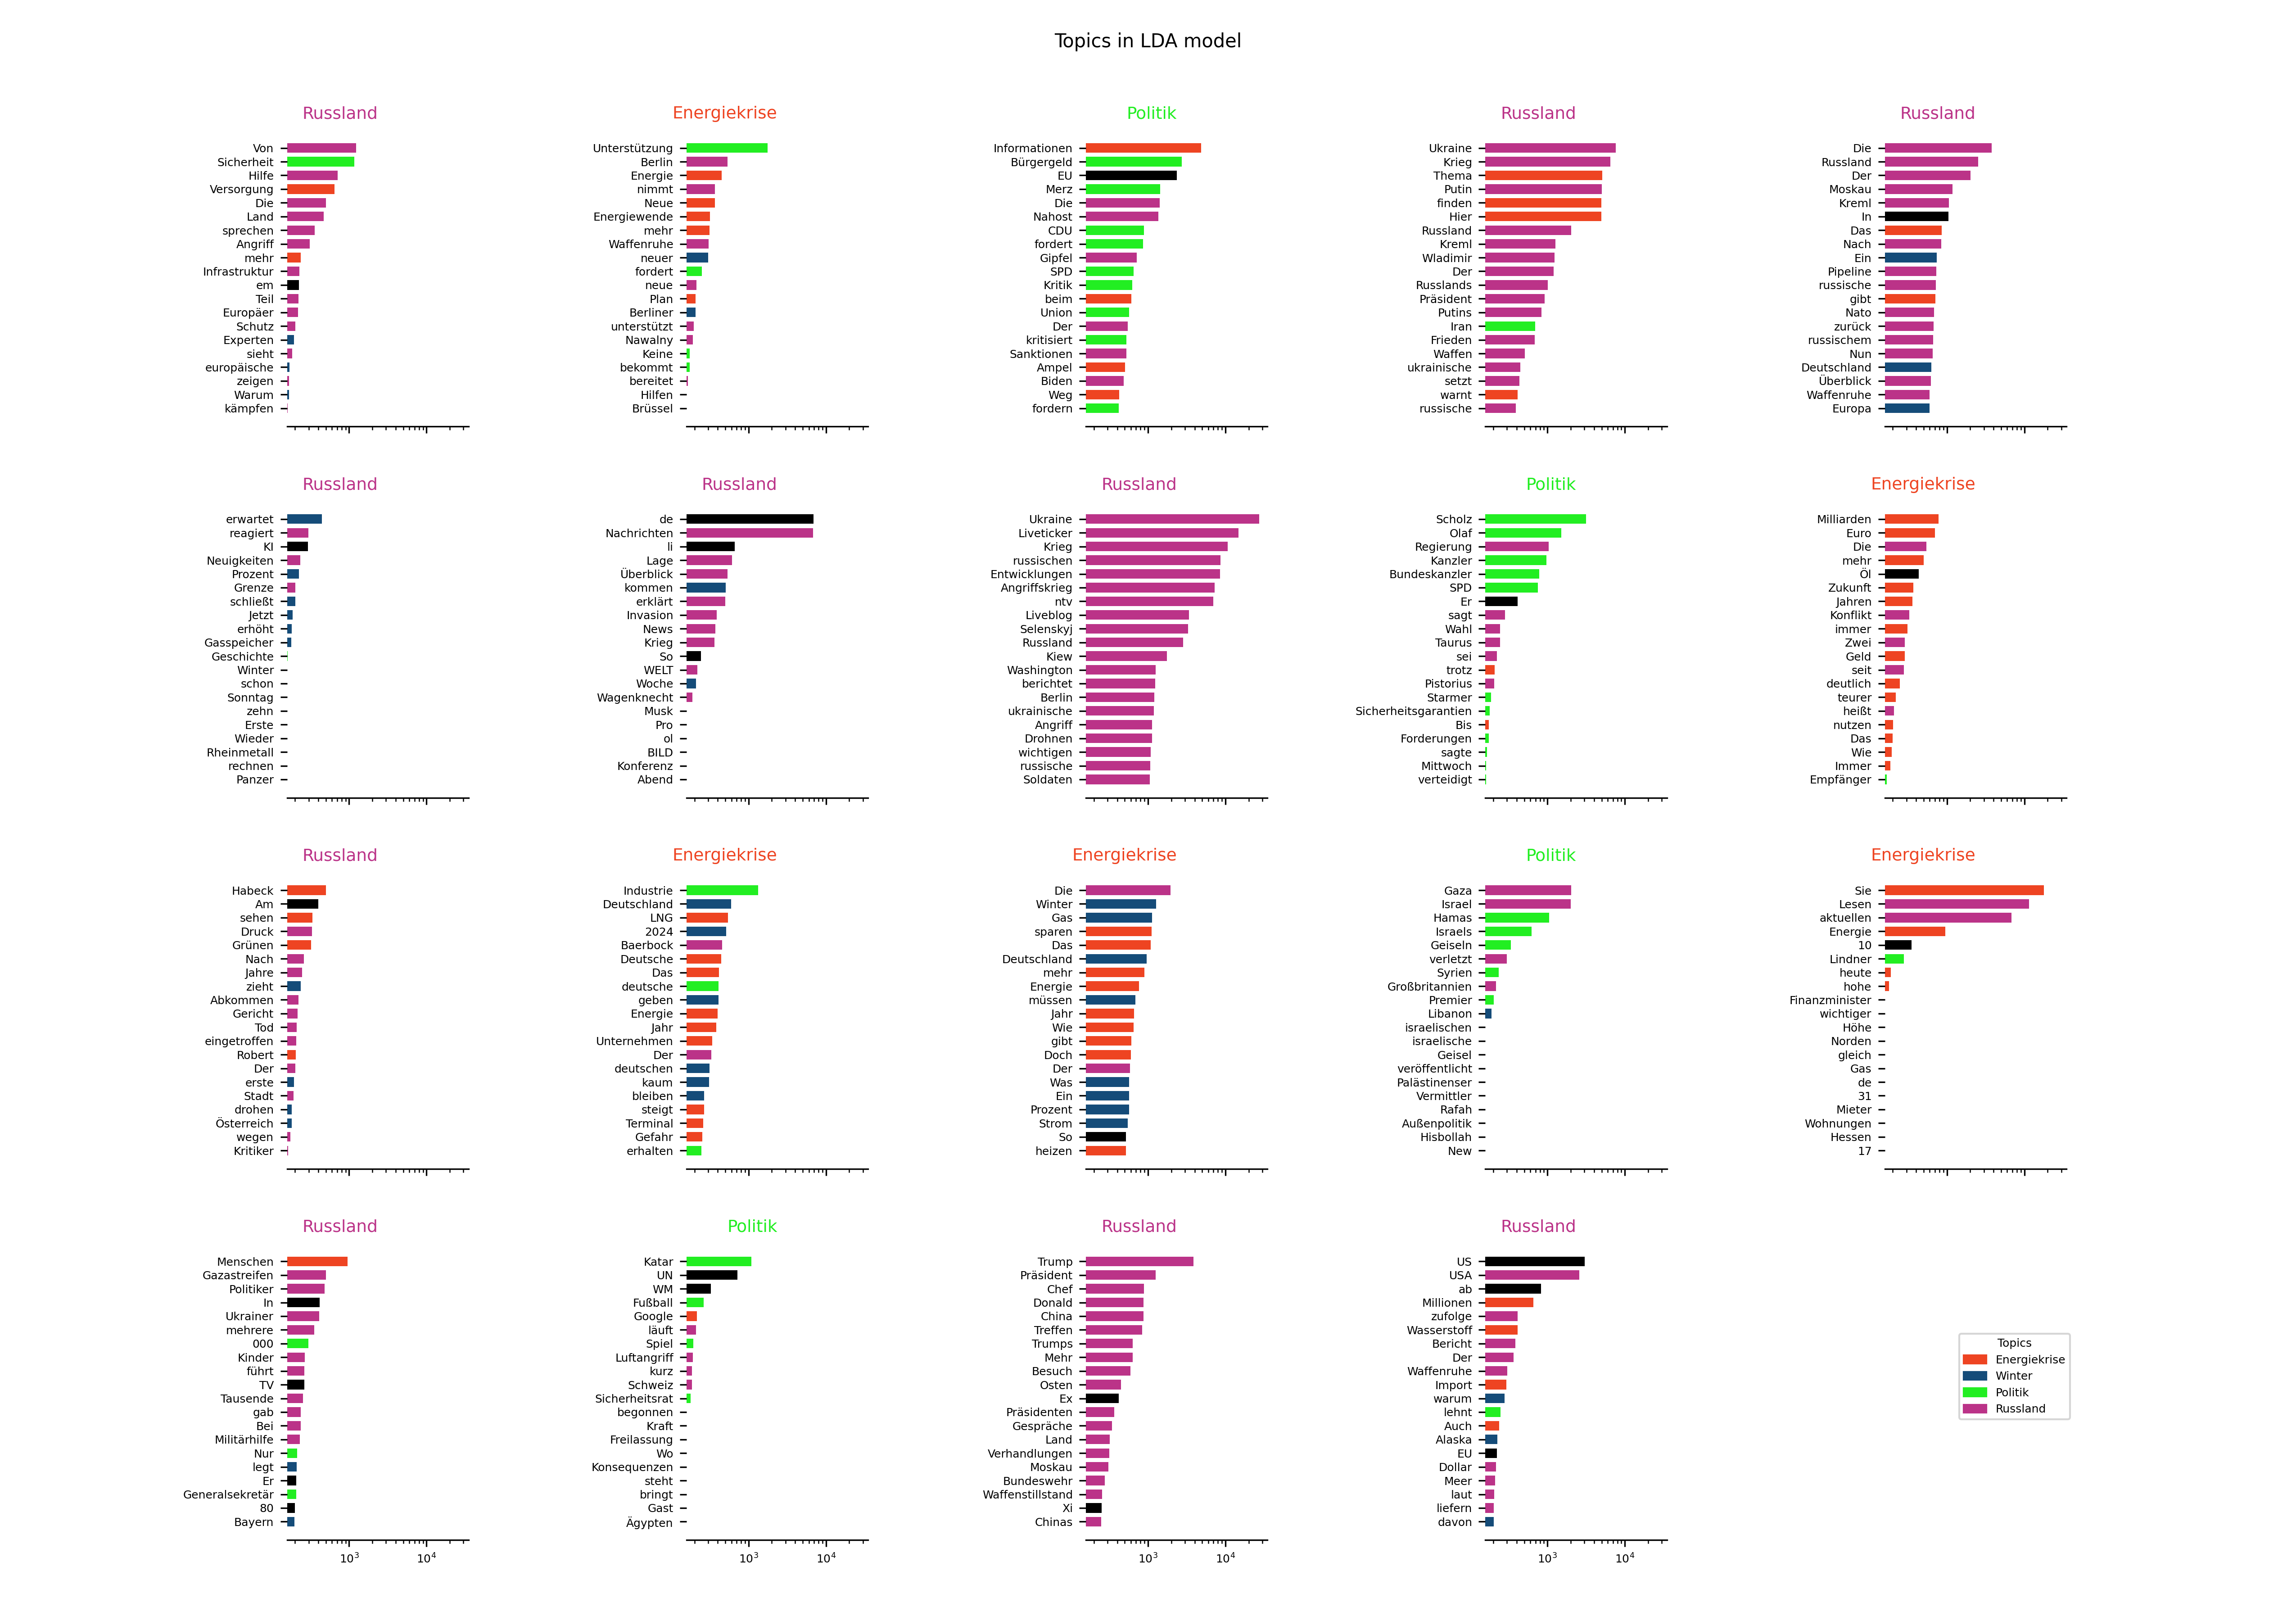 Topics in LDA model
Russland
Von
Sicherheit
Hilfe
Versorgung
Die
Land
sprechen
Angriff
mehr
Infrastruktur
em
Teil
Europäer
Schutz
Experten
sieht
europäische
zeigen
Warum
kämpfen
Energiekrise
Unterstützung
Berlin
Energie
nimmt
Neue
Energiewende
mehr
Waffenruhe
neuer
fordert
neue
Plan
Berliner
unterstützt
Nawalny
Keine
bekommt
bereitet
Hilfen
Brüssel
Politik
Informationen
Bürgergeld
EU
Merz
Die
Nahost
CDU
fordert
Gipfel
SPD
Kritik
beim
Union
Der
kritisiert
Sanktionen
Ampel
Biden
Weg
fordern
Russland
Ukraine
Krieg
Thema
Putin
finden
Hier
Russland
Kreml
Wladimir
Der
Russlands
Präsident
Putins
Iran
Frieden
Waffen
ukrainische
setzt
warnt
russische
Russland
Die
Russland
Der
Moskau
Kreml
In
Das
Nach
Ein
Pipeline
russische
gibt
Nato
zurück
russischem
Nun
Deutschland
Überblick
Waffenruhe
Europa
Russland
erwartet
reagiert
KI
Neuigkeiten
Prozent
Grenze
schließt
Jetzt
erhöht
Gasspeicher
Geschichte
Winter
schon
Sonntag
zehn
Erste
Wieder
Rheinmetall
rechnen
Panzer
Russland
de
Nachrichten
li
Lage
Überblick
kommen
erklärt
Invasion
News
Krieg
So
WELT
Woche
Wagenknecht
Musk
Pro
ol
BILD
Konferenz
Abend
Russland
Ukraine
Liveticker
Krieg
russischen
Entwicklungen
Angriffskrieg
ntv
Liveblog
Selenskyj
Russland
Kiew
Washington
berichtet
Berlin
ukrainische
Angriff
Drohnen
wichtigen
russische
Soldaten
Politik
Scholz
Olaf
Regierung
Kanzler
Bundeskanzler
SPD
Er
sagt
Wahl
Taurus
sei
trotz
Pistorius
Starmer
Sicherheitsgarantien
Bis
Forderungen
sagte
Mittwoch
verteidigt
Energiekrise
Milliarden
Euro
Die
mehr
Öl
Zukunft
Jahren
Konflikt
immer
Zwei
Geld
seit
deutlich
teurer
heißt
nutzen
Das
Wie
Immer
Empfänger
Russland
Habeck
Am
sehen
Druck
Grünen
Nach
Jahre
zieht
Abkommen
Gericht
Tod
eingetroffen
Robert
Der
erste
Stadt
drohen
Österreich
wegen
Kritiker
Energiekrise
Industrie
Deutschland
LNG
2024
Baerbock
Deutsche
Das
deutsche
geben
Energie
Jahr
Unternehmen
Der
deutschen
kaum
bleiben
steigt
Terminal
Gefahr
erhalten
Energiekrise
Die
Winter
Gas
sparen
Das
Deutschland
mehr
Energie
müssen
Jahr
Wie
gibt
Doch
Der
Was
Ein
Prozent
Strom
So
heizen
Politik
Gaza
Israel
Hamas
Israels
Geiseln
verletzt
Syrien
Großbritannien
Premier
Libanon
israelischen
israelische
Geisel
veröffentlicht
Palästinenser
Vermittler
Rafah
Außenpolitik
Hisbollah
New
Energiekrise
Sie
Lesen
aktuellen
Energie
10
Lindner
heute
hohe
Finanzminister
wichtiger
Höhe
Norden
gleich
Gas
de
31
Mieter
Wohnungen
Hessen
17
Russland
Menschen
Gazastreifen
Politiker
In
Ukrainer
mehrere
000
Kinder
führt
TV
Tausende
gab
Bei
Militärhilfe
Nur
legt
Er
Generalsekretär
80
Bayern
10³ 10⁴
Politik
Katar
UN
WM
Fußball
Google
läuft
Spiel
Luftangriff
kurz
Schweiz
Sicherheitsrat
begonnen
Kraft
Freilassung
Wo
Konsequenzen
steht
bringt
Gast
Ägypten
10³ 10⁴
Russland
Trump
Präsident
Chef
Donald
China
Treffen
Trumps
Mehr
Besuch
Osten
Ex
Präsidenten
Gespräche
Land
Verhandlungen
Moskau
Bundeswehr
Waffenstillstand
Xi
Chinas
10³ 10⁴
Russland
US
USA
ab
Millionen
zufolge
Wasserstoff
Bericht
Der
Waffenruhe
Import
warum
lehnt
Auch
Alaska
EU
Dollar
Meer
laut
liefern
davon
10³ 10⁴
Topics
Energiekrise
Winter
Politik
Russland